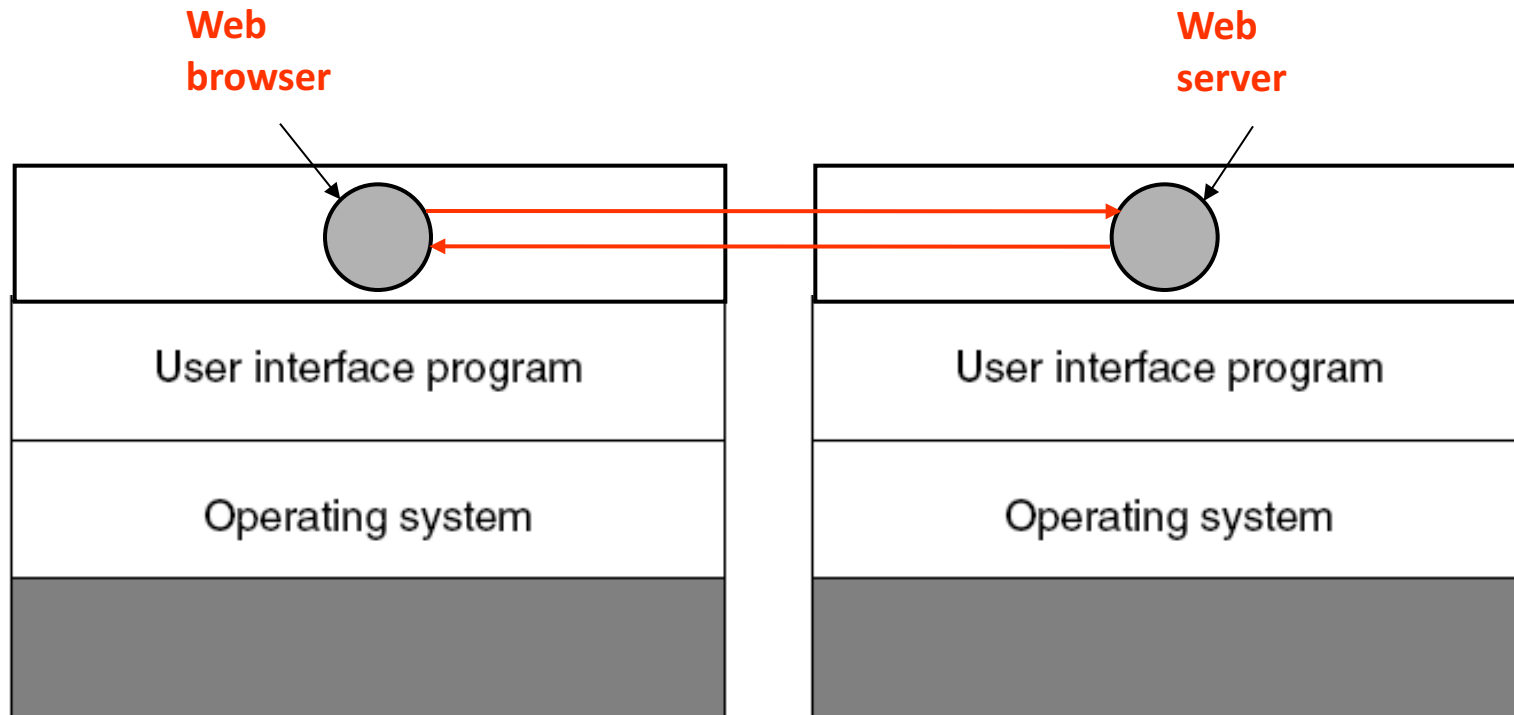 Web
browser
Web
server
User interface program
User interface program
Operating system
Operating system